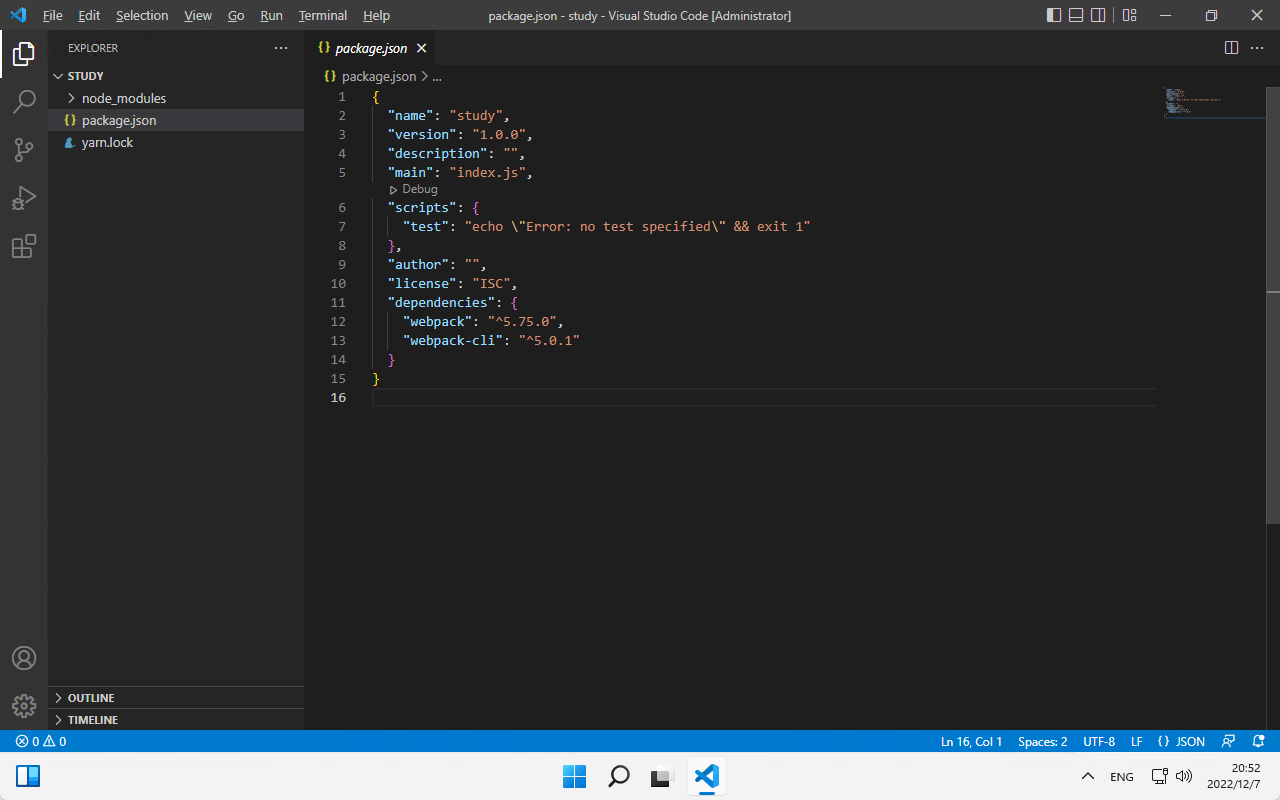 File Edit Selection View Go Run Terminal Help package.json - study - Visual Studio Code [Administrator]
EXPLORER
STUDY
node_modules
package.json
yarn.lock
OUTLINE
TIMELINE
package.json
package.json > ...
1 {
2 "name": "study",
3 "version": "1.0.0",
4 "description": "",
5 "main": "index.js",
Debug
6 "scripts": {
7 "test": "echo \"Error: no test specified\" && exit 1"
8 },
9 "author": "",
10 "license": "ISC",
11 "dependencies": {
12 "webpack": "^5.75.0",
13 "webpack-cli": "^5.0.1"
14 }
15 }
16
0 0 Ln 16, Col 1 Spaces: 2 UTF-8 LF {} JSON
ENG
20:52
2022/12/7